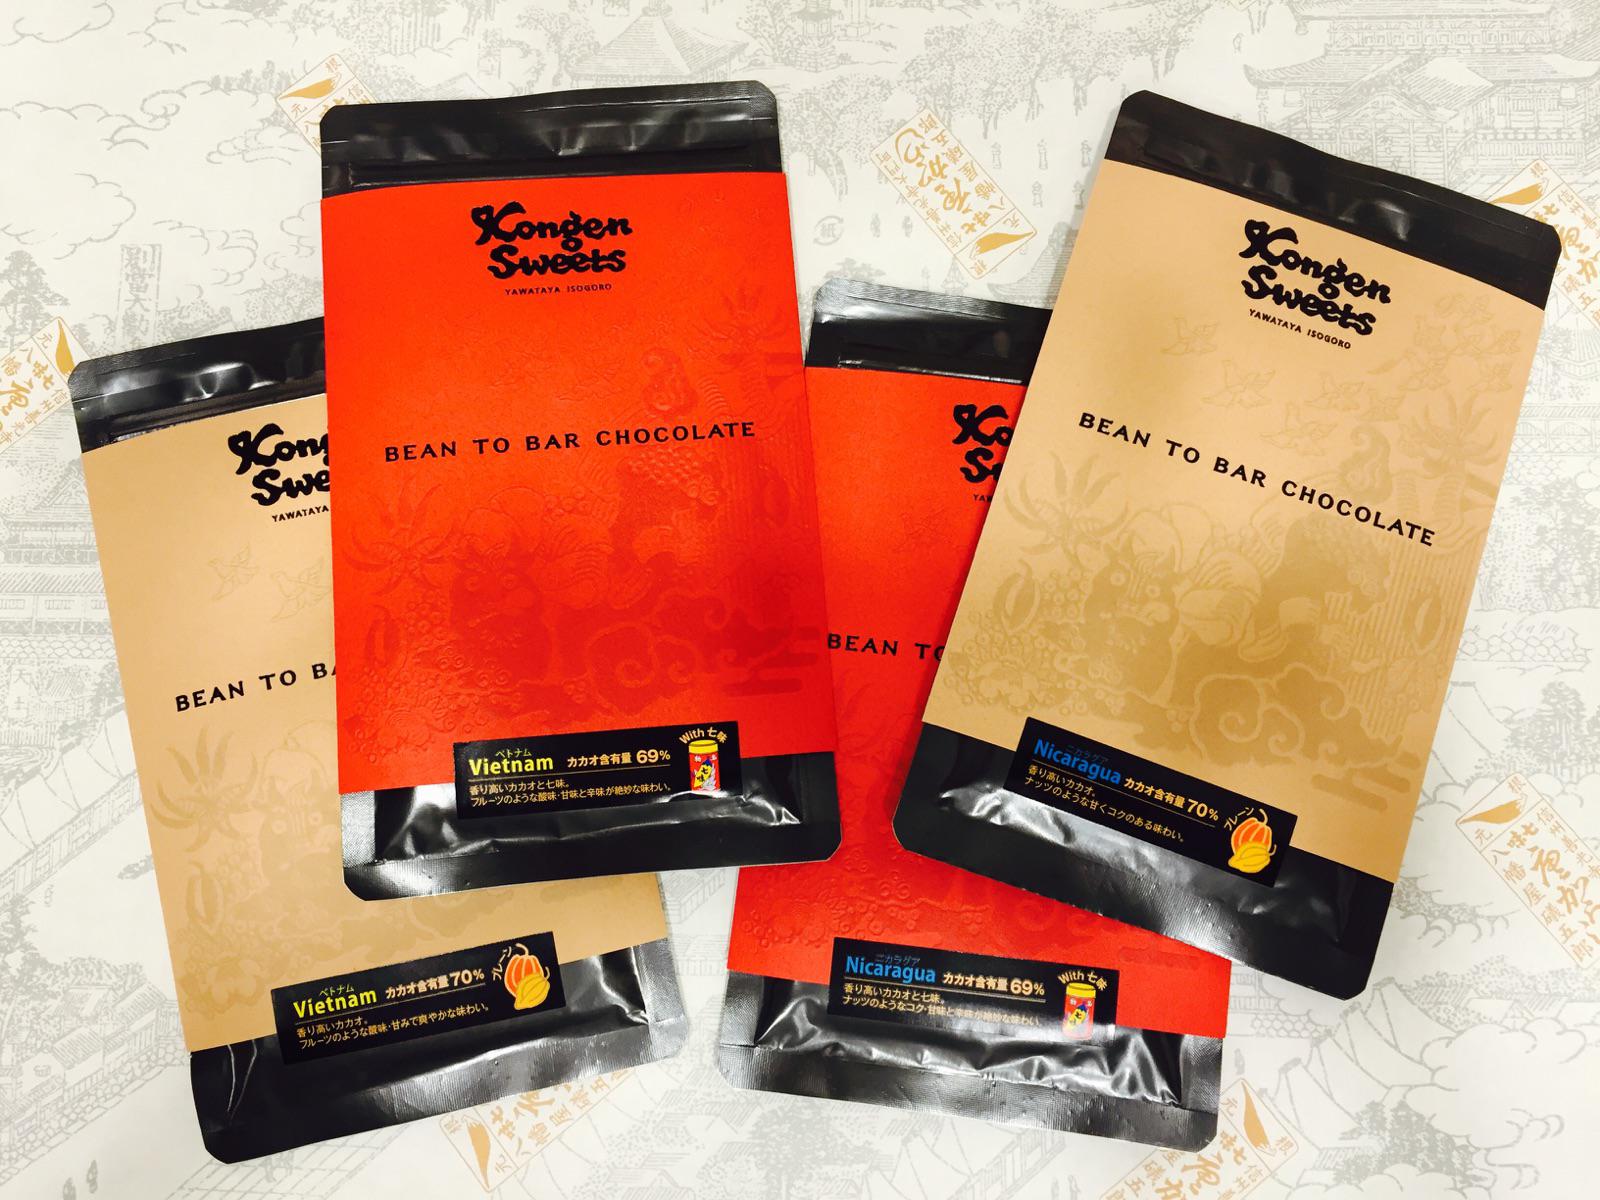 Kongen
Sweets
YAWATAYA ISOGORO
BEAN TO BAR CHOCOLATE
ベトナム
Vietnam カカオ含有量 69%
With 七味
香り高いカカオと七味。
フルーツのような酸味・甘味と辛味が絶妙な味わい。
Kongen
Sweets
YAWATAYA ISOGORO
BEAN TO BAR CHOCOLATE
ニカラグア
Nicaragua カカオ含有量 70%
プレーン
香り高いカカオ。
ナッツのような甘くコクのある味わい。
Kong
Swe
YAWATAYA
BEAN TO BA
ベトナム
Vietnam カカオ含有量 70%
プレーン
香り高いカカオ。
フルーツのような酸味・甘みで爽やかな味わい。
Ko
S
YA
BEAN TO
ニカラグア
Nicaragua カカオ含有量 69%
With 七味
香り高いカカオと七味。
ナッツのようなコク・甘味と辛味が絶妙な味わい。